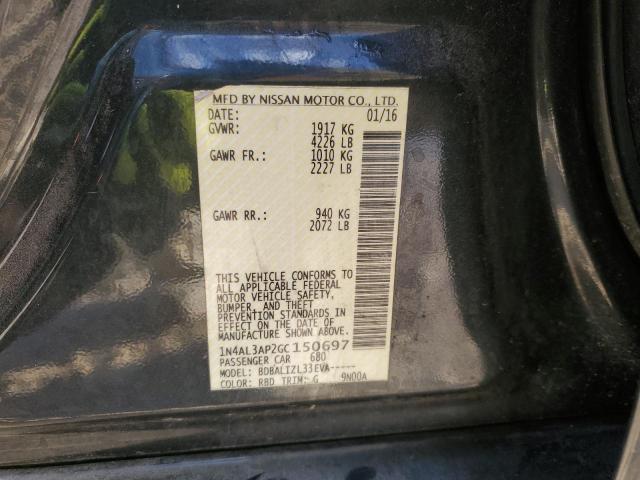 MFD BY NISSAN MOTOR CO., LTD.
DATE: 01/16
GVWR: 1917 KG
4226 LB
GAWR FR.: 1010 KG
2227 LB
GAWR RR.: 940 KG
2072 LB
THIS VEHICLE CONFORMS TO
ALL APPLICABLE FEDERAL
MOTOR VEHICLE SAFETY,
BUMPER, AND THEFT
PREVENTION STANDARDS IN
EFFECT ON THE DATE OF
MANUFACTURE SHOWN ABOVE.
1N4AL3AP2GC150697
PASSENGER CAR 680
MODEL: BDBALIZL33EVA-----
COLOR: RBD TRIM: G 9N00A